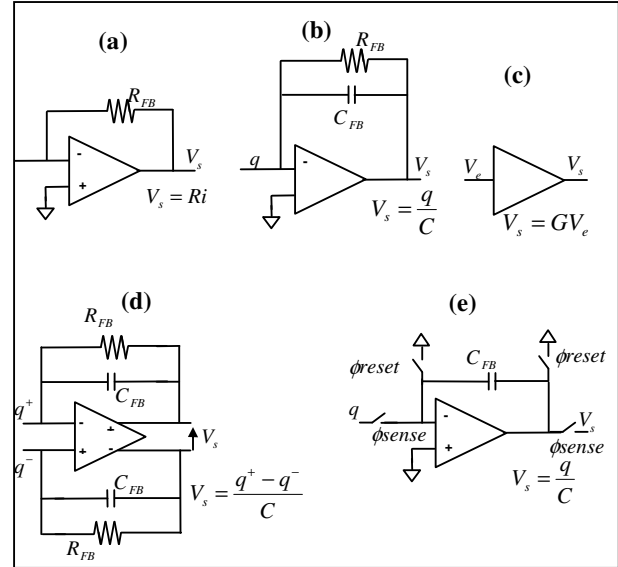 (a)
R_FB
-
+
V_s
V_s = Ri
(b)
R_FB
C_FB
q
-
+
V_s
V_s = q/C
(c)
V_e
V_s
V_s = GV_e
(d)
R_FB
C_FB
q^+
q^-
-
+
+
-
V_s
C_FB
R_FB
V_s = (q^+ - q^-)/C
(e)
ϕreset
C_FB
ϕreset
q
ϕsense
-
+
V_s
ϕsense
V_s = q/C